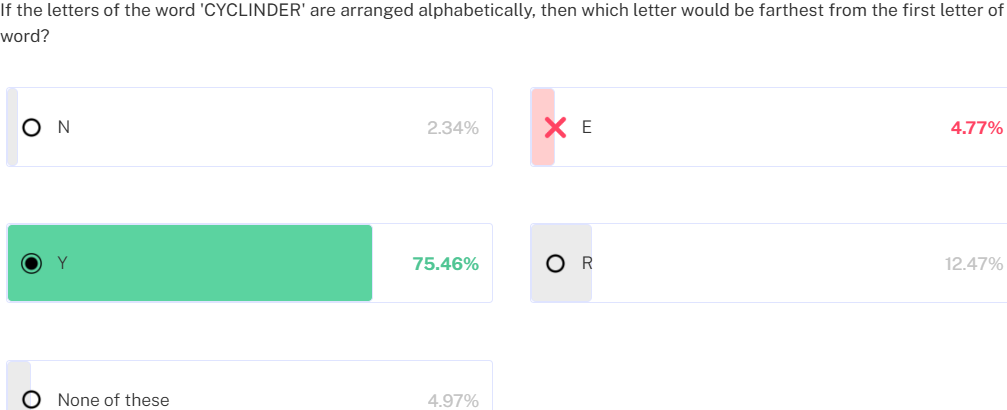 If the letters of the word 'CYCLINDER' are arranged alphabetically, then which letter would be farthest from the first letter of
word?
N 2.34%
E 4.77%
Y 75.46%
R 12.47%
None of these 4.97%